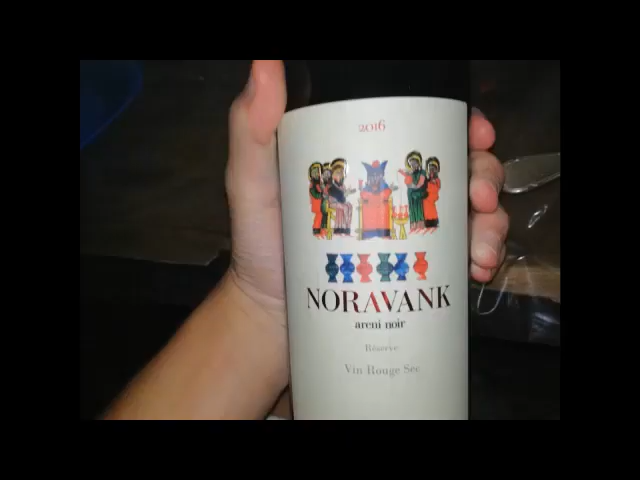 2016
NORAVANK
areni noir
Réserve
Vin Rouge Sec